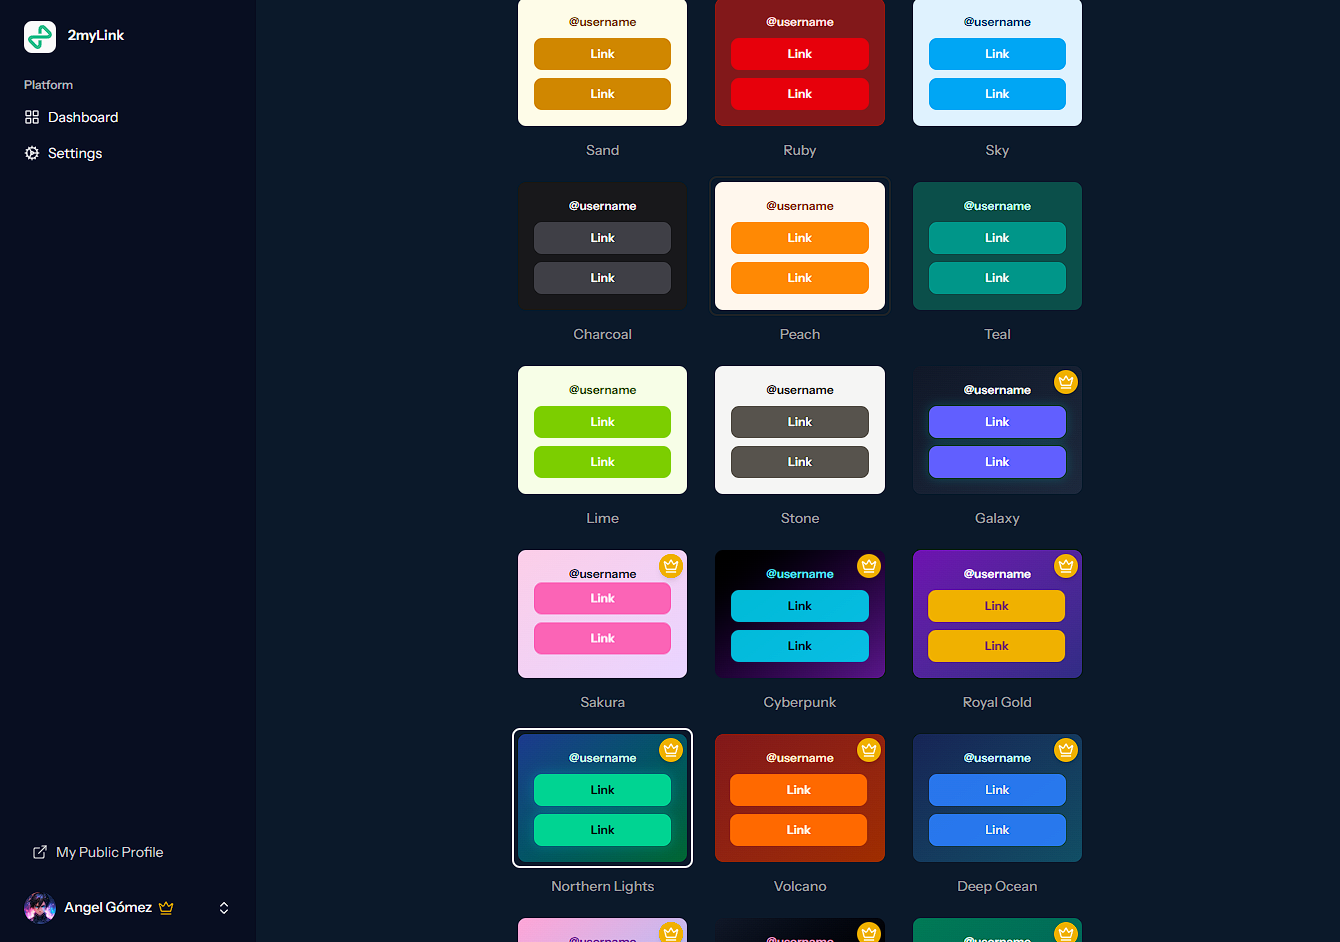 2myLink
Platform
Dashboard
Settings
My Public Profile
Angel Gómez
@username @username @username
Link Link Link
Link Link Link
Sand Ruby Sky
@username @username @username
Link Link Link
Link Link Link
Charcoal Peach Teal
@username @username @username
Link Link Link
Link Link Link
Lime Stone Galaxy
@username @username @username
Link Link Link
Link Link Link
Sakura Cyberpunk Royal Gold
@username @username @username
Link Link Link
Link Link Link
Northern Lights Volcano Deep Ocean
@username @username @username